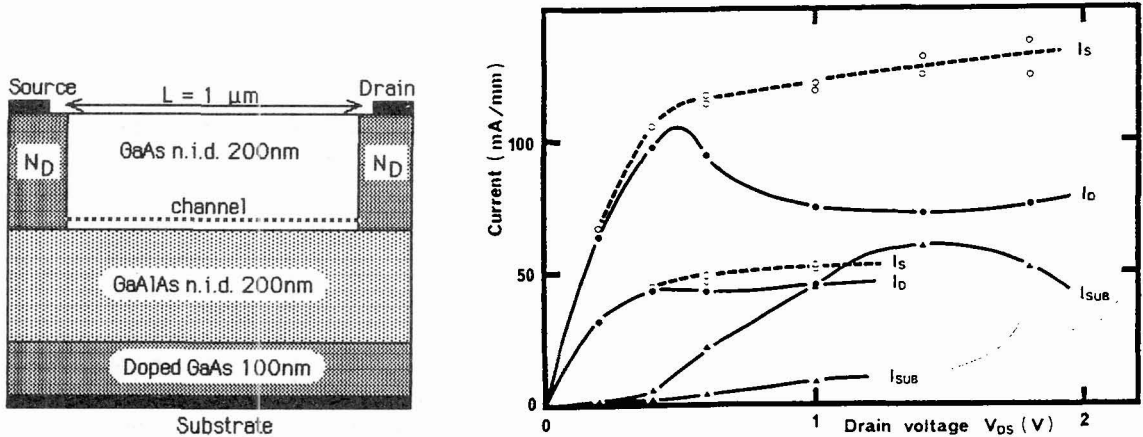 Source
Drain
L = 1 µm
N_D
GaAs n.i.d. 200nm
N_D
channel
GaAlAs n.i.d. 200nm
Doped GaAs 100nm
Substrate
Current (mA/mm)
100
50
0
I_S
I_D
I_S
I_D
I_SUB
I_SUB
0
1
2
Drain voltage V_DS (V)